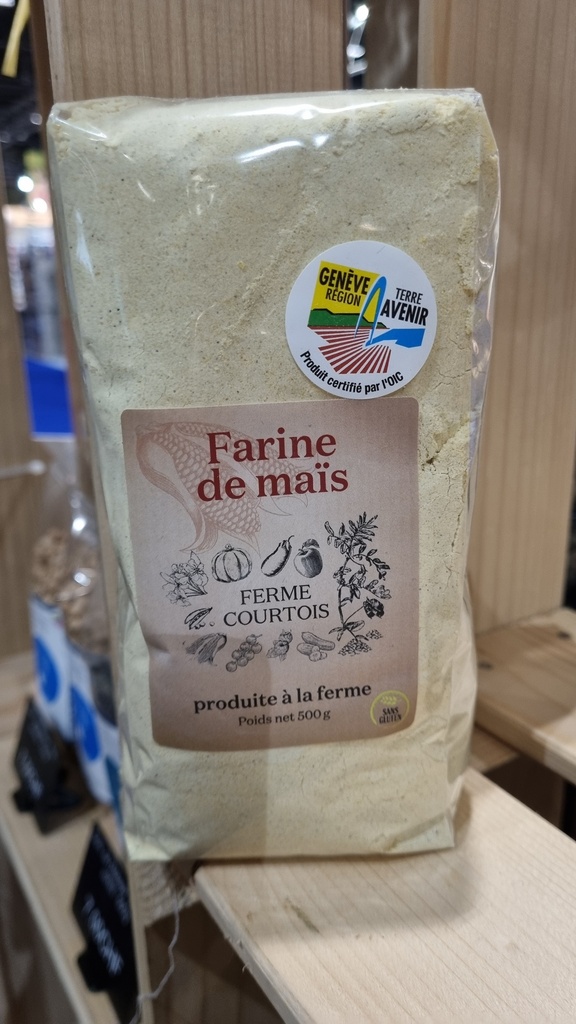 GENÈVE
RÉGION
TERRE
AVENIR
Produit certifié par l'OIC
Farine
de maïs
FERME
COURTOIS
produite à la ferme
Poids net 500 g
SANS
GLUTEN